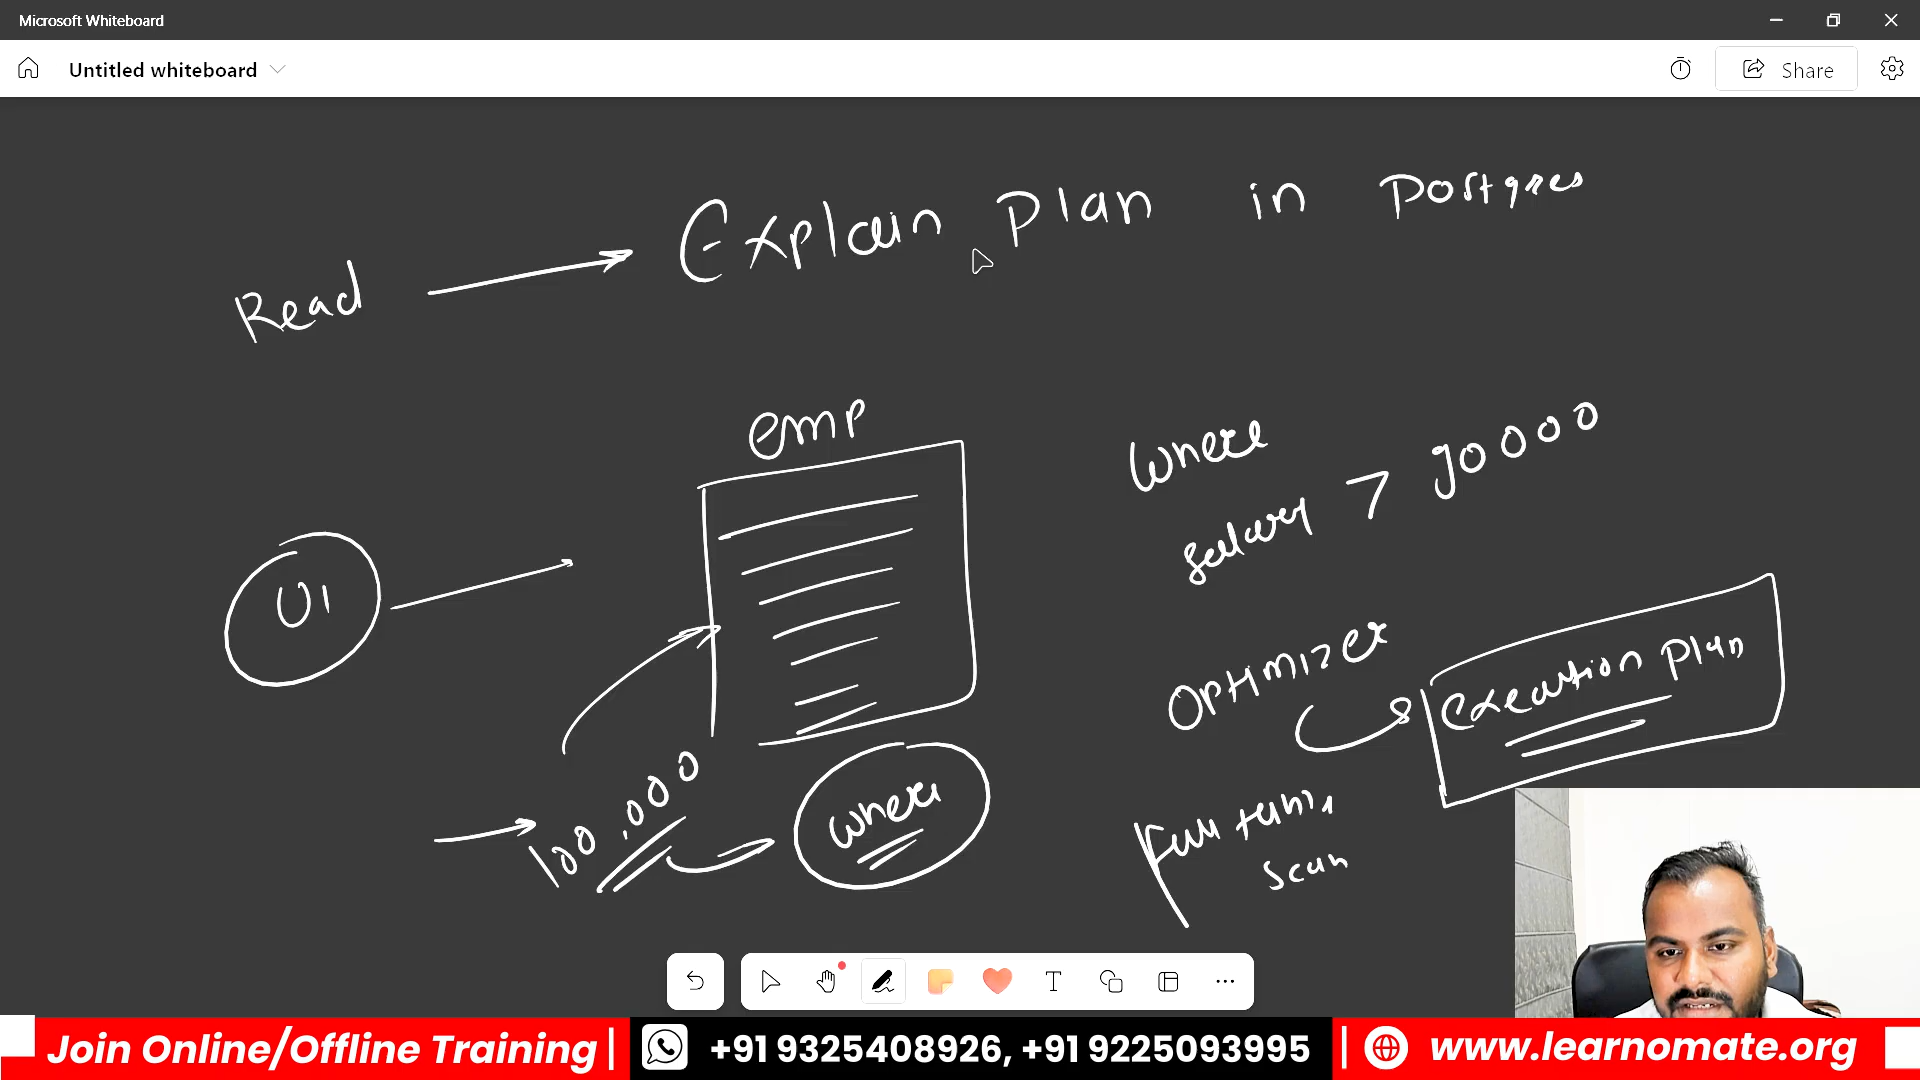 Microsoft Whiteboard
Untitled whiteboard
Share
Explain Plan in Postgres
Read
emp
Where
salary > 90000
UI
Optimizer
execution plan
100,000
where
Full table
scan
Join Online/Offline Training | +91 9325408926, +91 9225093995 | www.learnomate.org